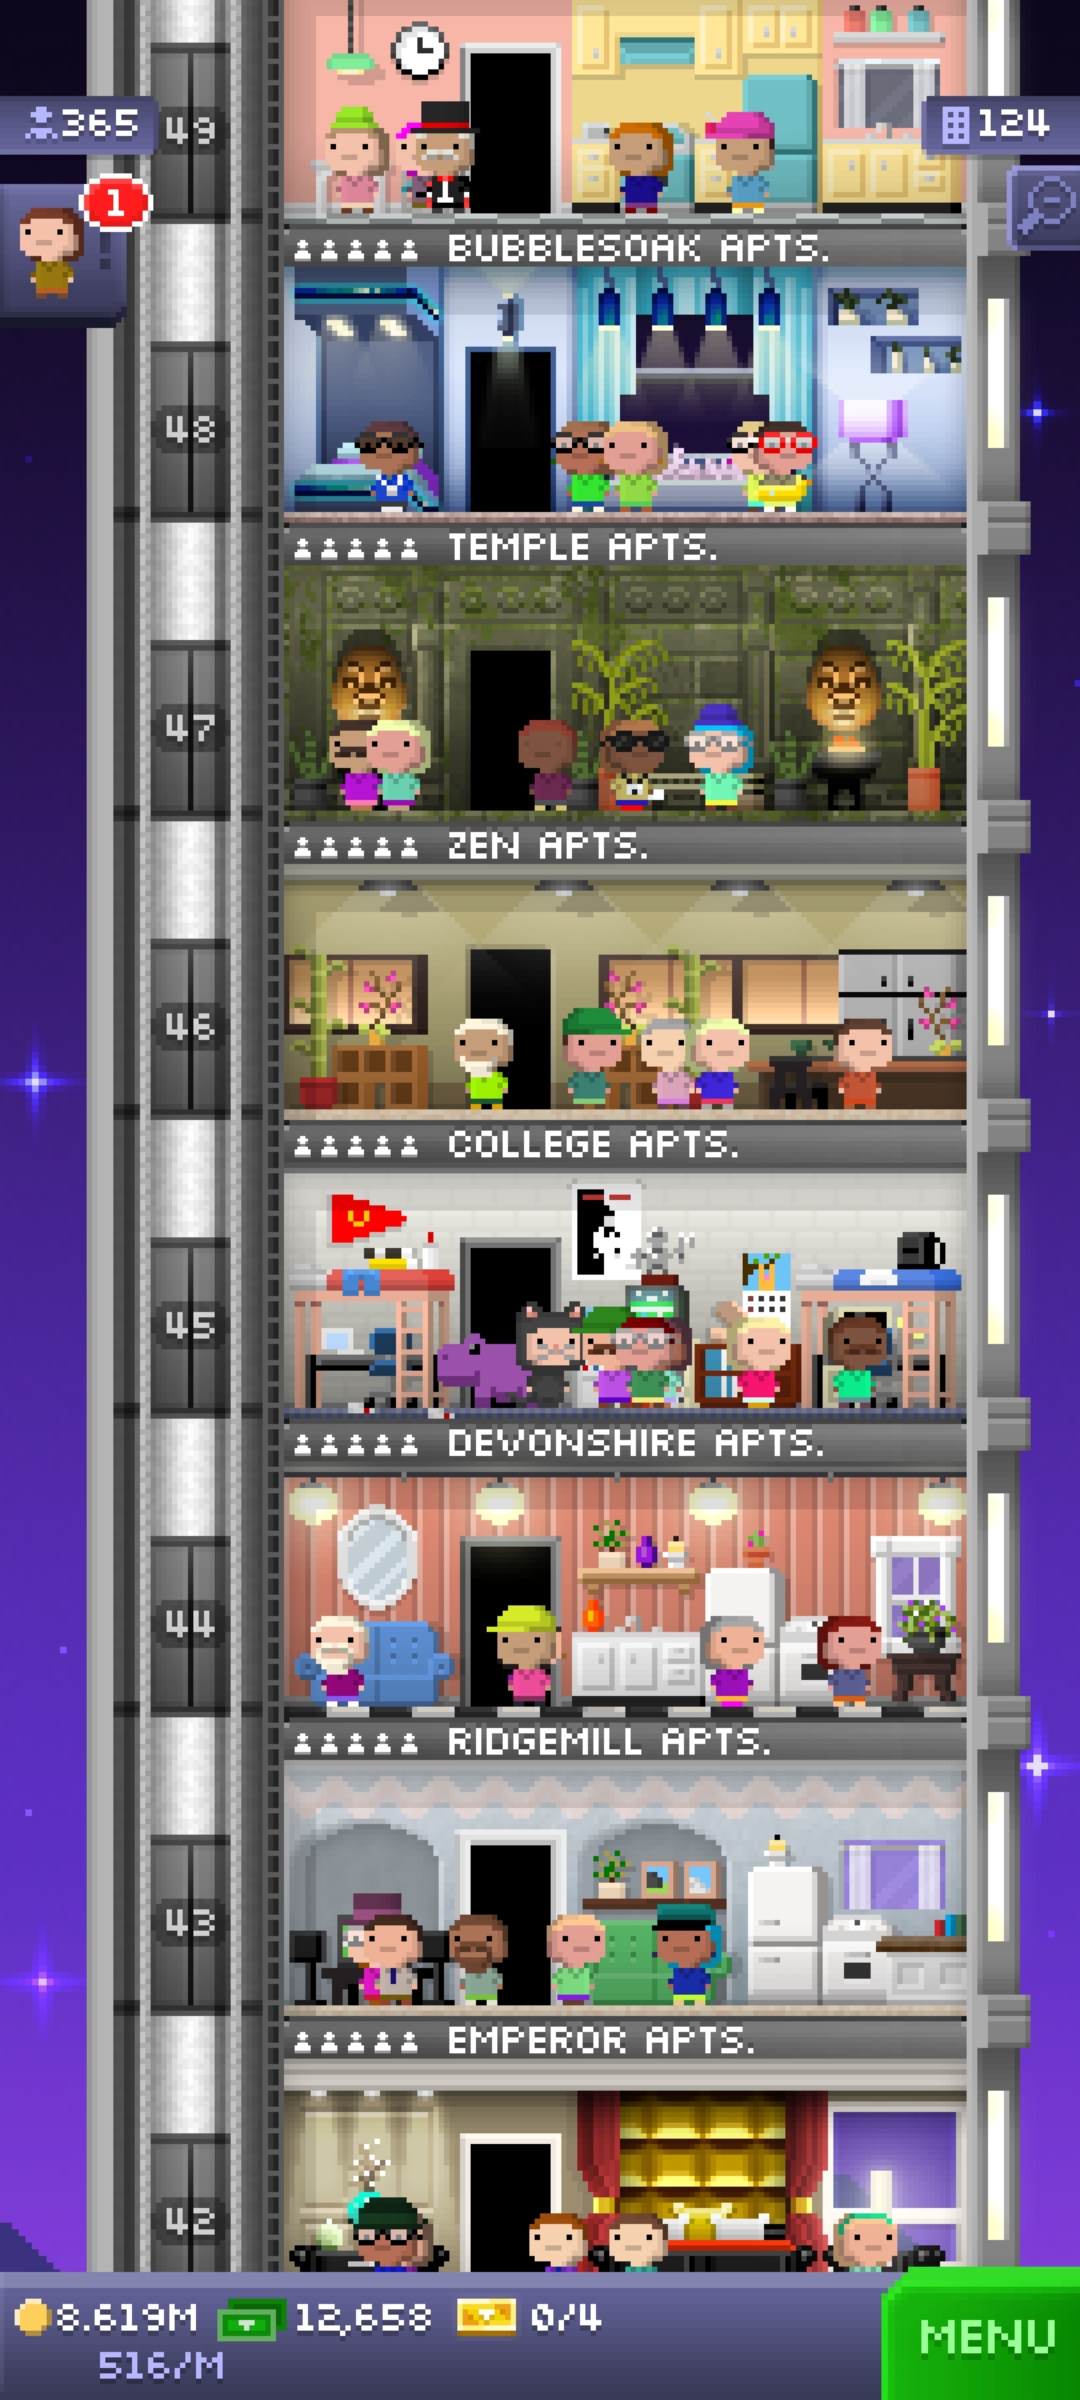 49
365
124
1
BUBBLESOAK APTS.
48
TEMPLE APTS.
47
ZEN APTS.
46
COLLEGE APTS.
45
DEVONSHIRE APTS.
44
RIDGEMILL APTS.
43
EMPEROR APTS.
42
8.619M 12,658 0/4
MENU
516/M